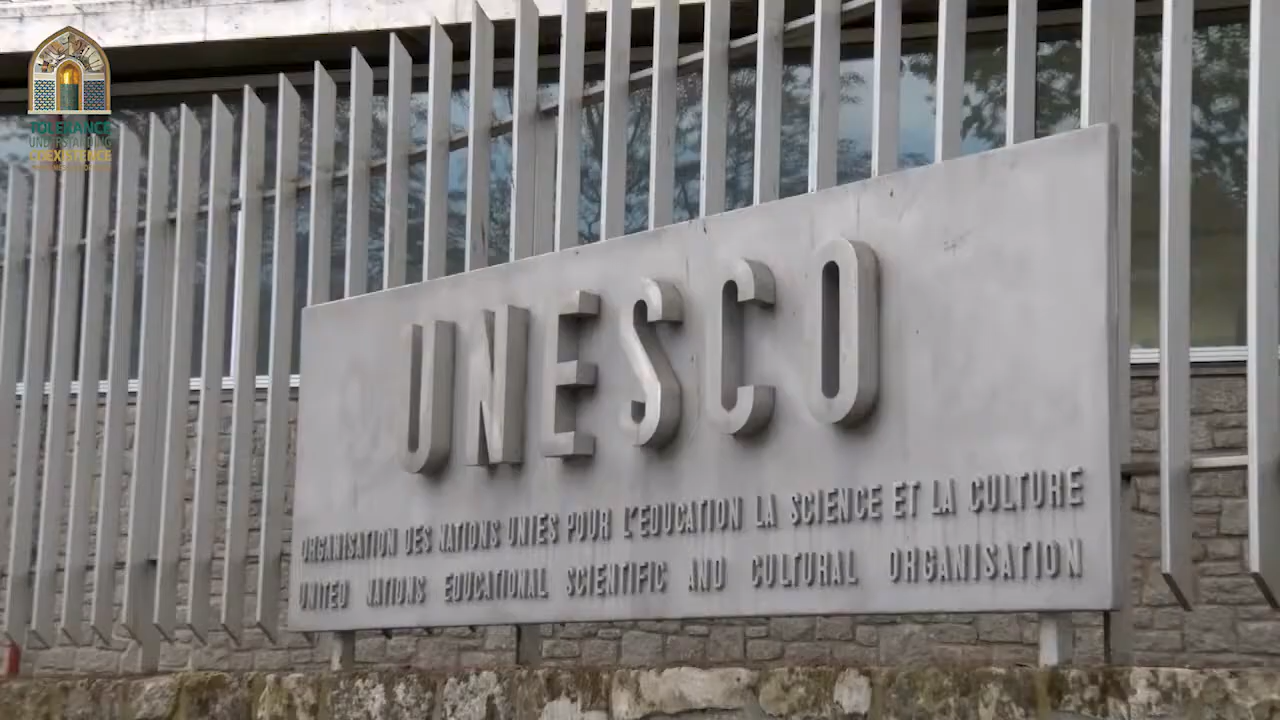 TOLERANCE
UNDERSTANDING
COEXISTENCE
UNESCO
ORGANISATION DES NATIONS UNIES POUR L'EDUCATION LA SCIENCE ET LA CULTURE
UNITED NATIONS EDUCATIONAL SCIENTIFIC AND CULTURAL ORGANISATION